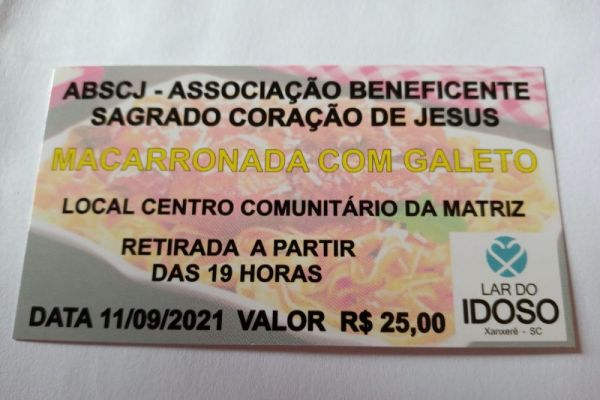 ABSCJ - ASSOCIAÇÃO BENEFICENTE
SAGRADO CORAÇÃO DE JESUS
MACARRONADA COM GALETO
LOCAL CENTRO COMUNITÁRIO DA MATRIZ
RETIRADA A PARTIR
DAS 19 HORAS
DATA 11/09/2021 VALOR R$ 25,00
LAR DO
IDOSO
Xanxerê - SC